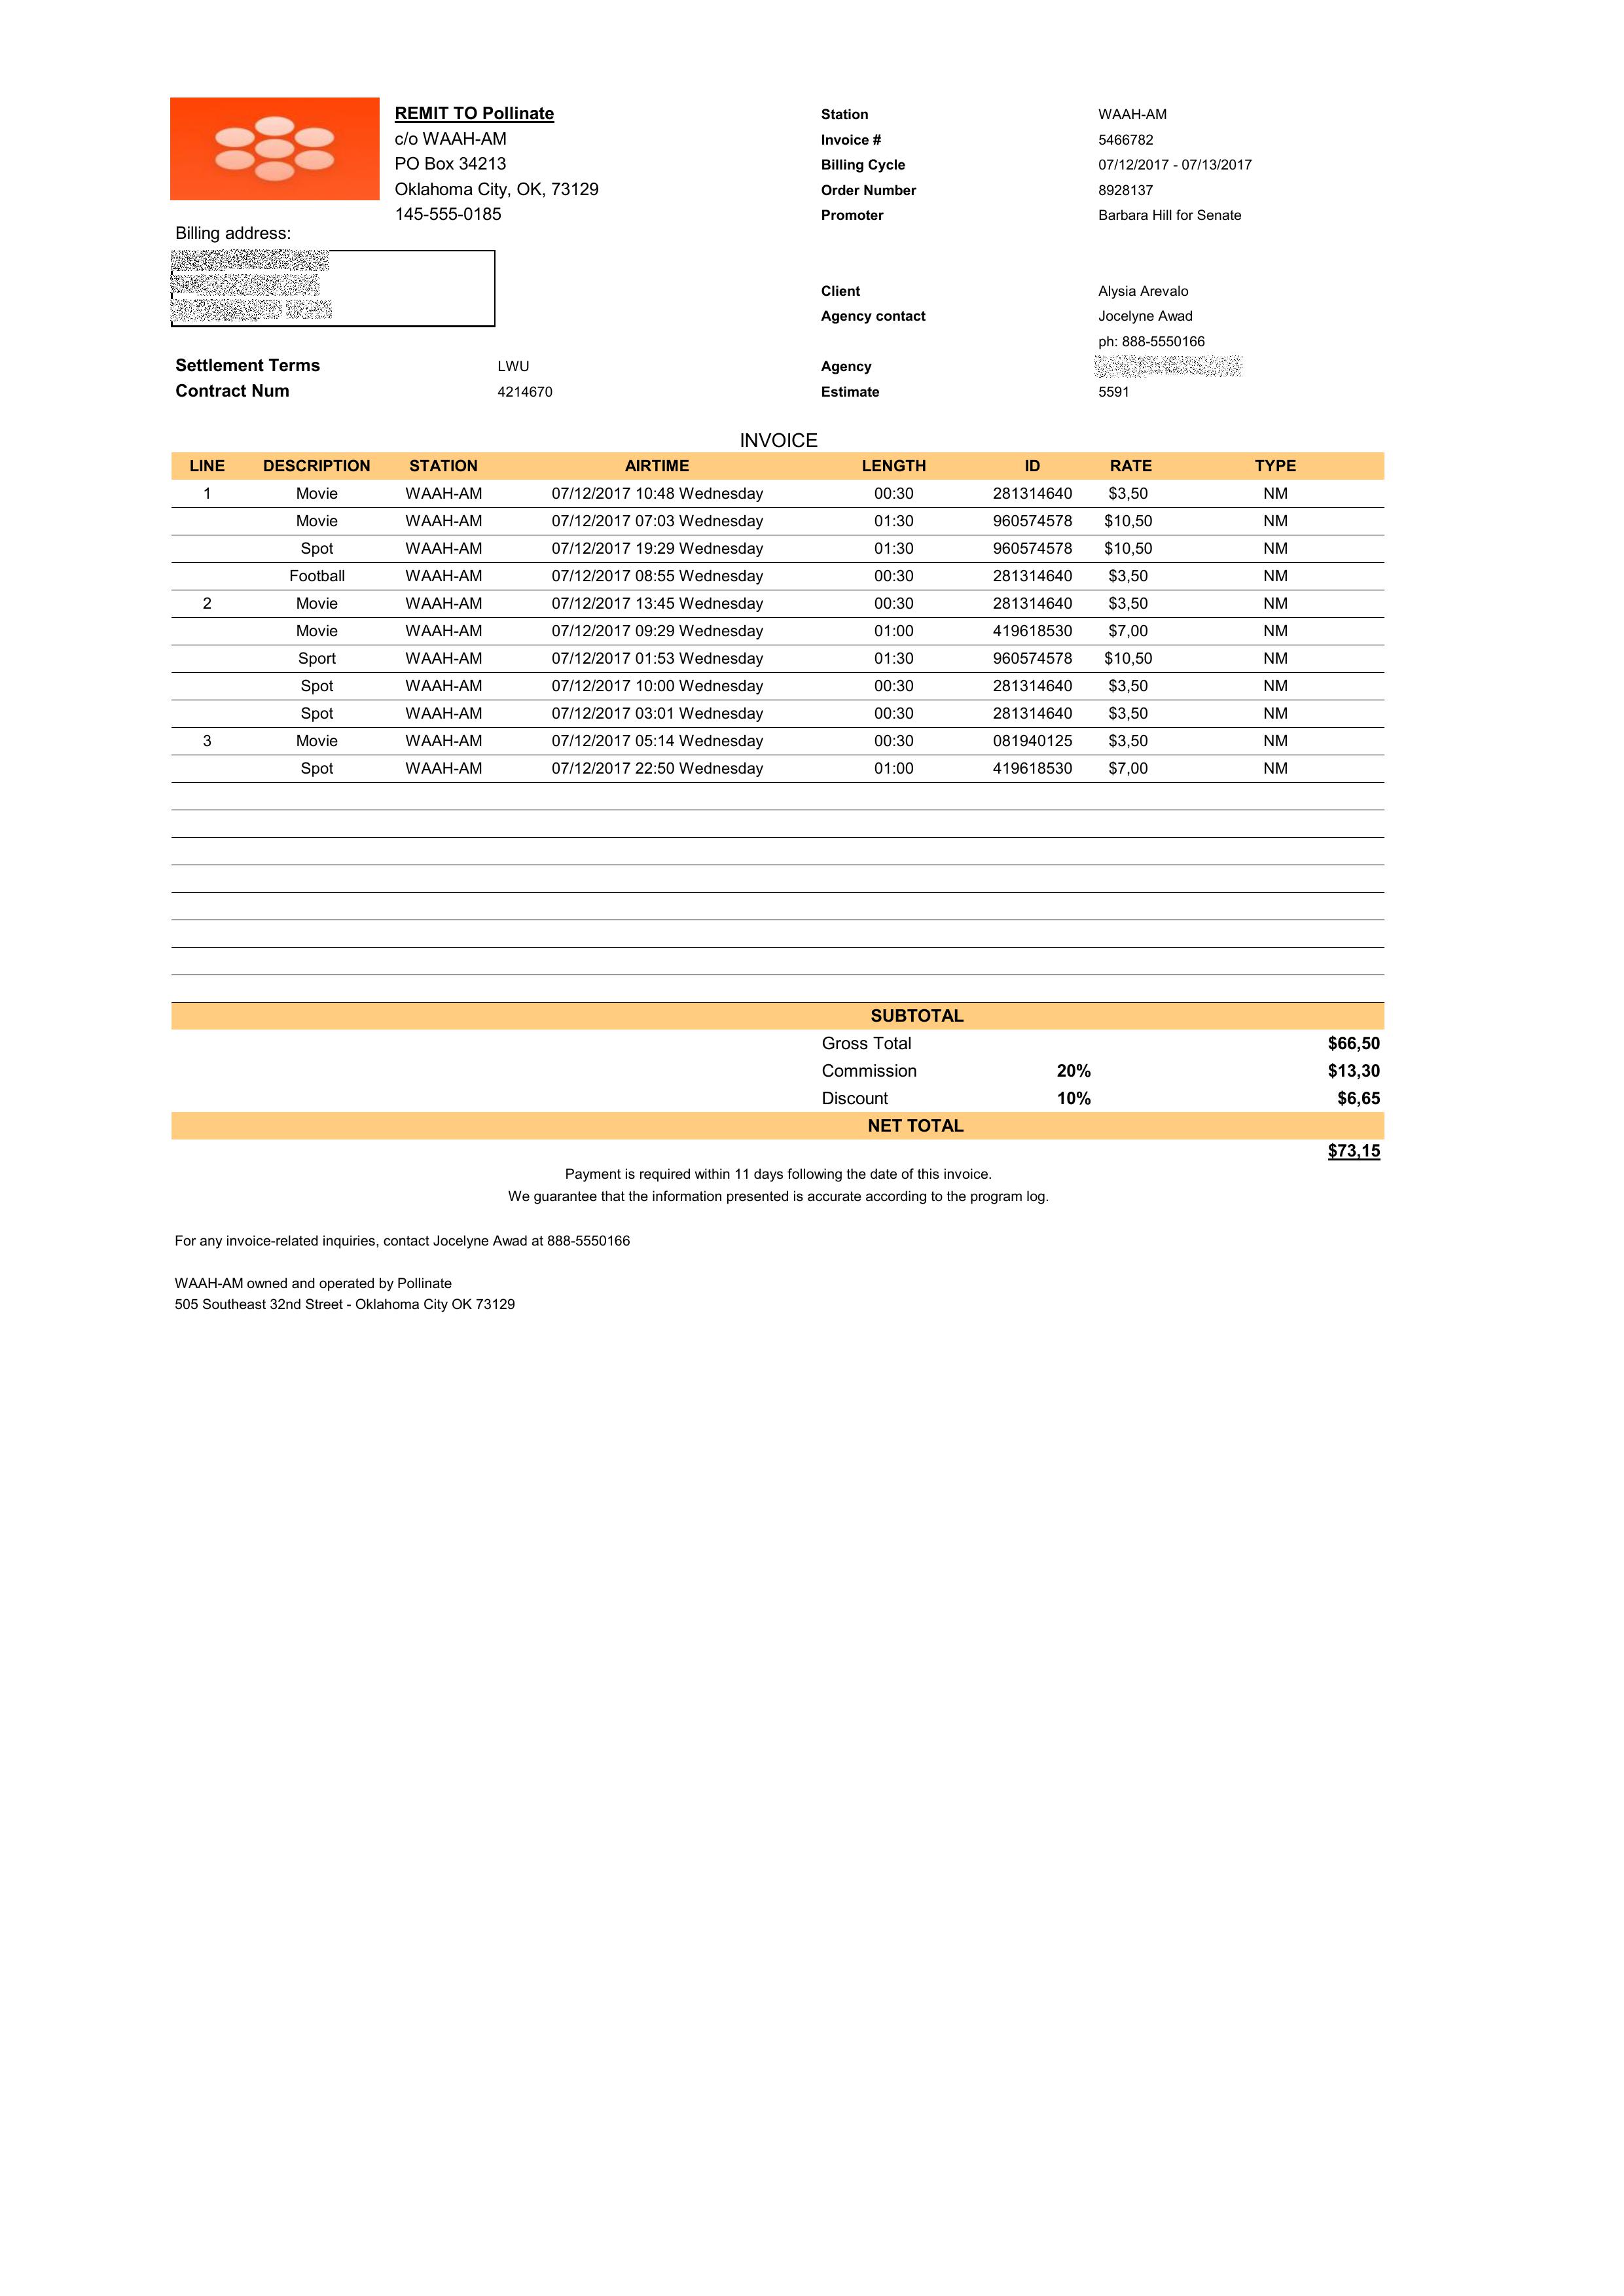 REMIT TO Pollinate
c/o WAAH-AM
PO Box 34213
Oklahoma City, OK, 73129
145-555-0185
Billing address:
Station WAAH-AM
Invoice # 5466782
Billing Cycle 07/12/2017 - 07/13/2017
Order Number 8928137
Promoter Barbara Hill for Senate
Client Alysia Arevalo
Agency contact Jocelyne Awad
ph: 888-5550166
Settlement Terms LWU Agency
Contract Num 4214670 Estimate 5591
INVOICE
LINE DESCRIPTION STATION AIRTIME LENGTH ID RATE TYPE
1 Movie WAAH-AM 07/12/2017 10:48 Wednesday 00:30 281314640 $3,50 NM
Movie WAAH-AM 07/12/2017 07:03 Wednesday 01:30 960574578 $10,50 NM
Spot WAAH-AM 07/12/2017 19:29 Wednesday 01:30 960574578 $10,50 NM
Football WAAH-AM 07/12/2017 08:55 Wednesday 00:30 281314640 $3,50 NM
2 Movie WAAH-AM 07/12/2017 13:45 Wednesday 00:30 281314640 $3,50 NM
Movie WAAH-AM 07/12/2017 09:29 Wednesday 01:00 419618530 $7,00 NM
Sport WAAH-AM 07/12/2017 01:53 Wednesday 01:30 960574578 $10,50 NM
Spot WAAH-AM 07/12/2017 10:00 Wednesday 00:30 281314640 $3,50 NM
Spot WAAH-AM 07/12/2017 03:01 Wednesday 00:30 281314640 $3,50 NM
3 Movie WAAH-AM 07/12/2017 05:14 Wednesday 00:30 081940125 $3,50 NM
Spot WAAH-AM 07/12/2017 22:50 Wednesday 01:00 419618530 $7,00 NM
SUBTOTAL
Gross Total $66,50
Commission 20% $13,30
Discount 10% $6,65
NET TOTAL
$73,15
Payment is required within 11 days following the date of this invoice.
We guarantee that the information presented is accurate according to the program log.
For any invoice-related inquiries, contact Jocelyne Awad at 888-5550166
WAAH-AM owned and operated by Pollinate
505 Southeast 32nd Street - Oklahoma City OK 73129